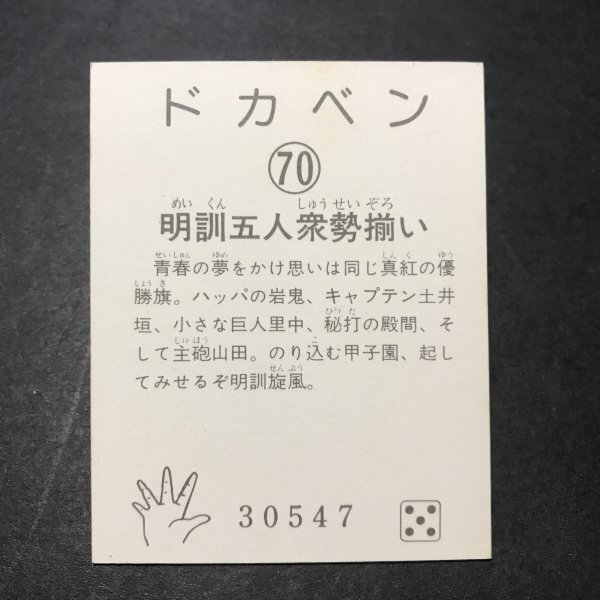 ドカベン
70
めい くん しゅう せい ぞろ
明訓五人衆勢揃い
せいしゅん ゆめ しん く ゆう
青春の夢をかけ思いは同じ真紅の優
しょう き
勝旗。ハッパの岩鬼、キャプテン土井
ひつ だ
垣、小さな巨人里中、秘打の殿間、そ
しゅ ほう こ
して主砲山田。のり込む甲子園、起し
せん ぷう
てみせるぞ明訓旋風。
30547